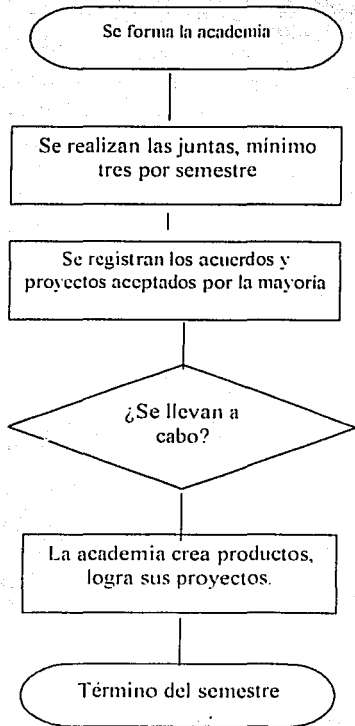 Se forma la academia
Se realizan las juntas, mínimo
tres por semestre
Se registran los acuerdos y
proyectos aceptados por la mayoría
¿Se llevan a
cabo?
La academia crea productos,
logra sus proyectos.
Término del semestre